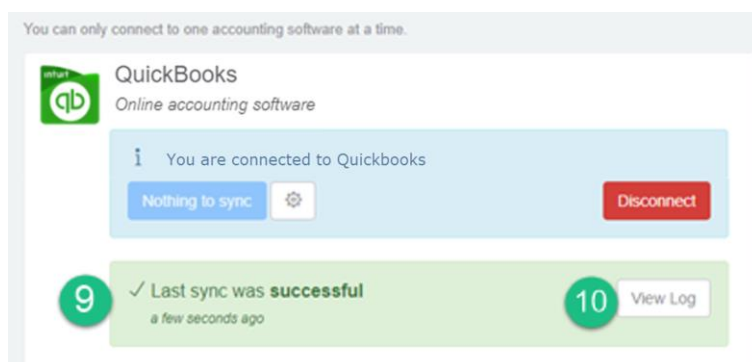 You can only connect to one accounting software at a time.
intuit
qb
QuickBooks
Online accounting software
i You are connected to Quickbooks
Nothing to sync
Disconnect
9
✓ Last sync was successful
a few seconds ago
10
View Log